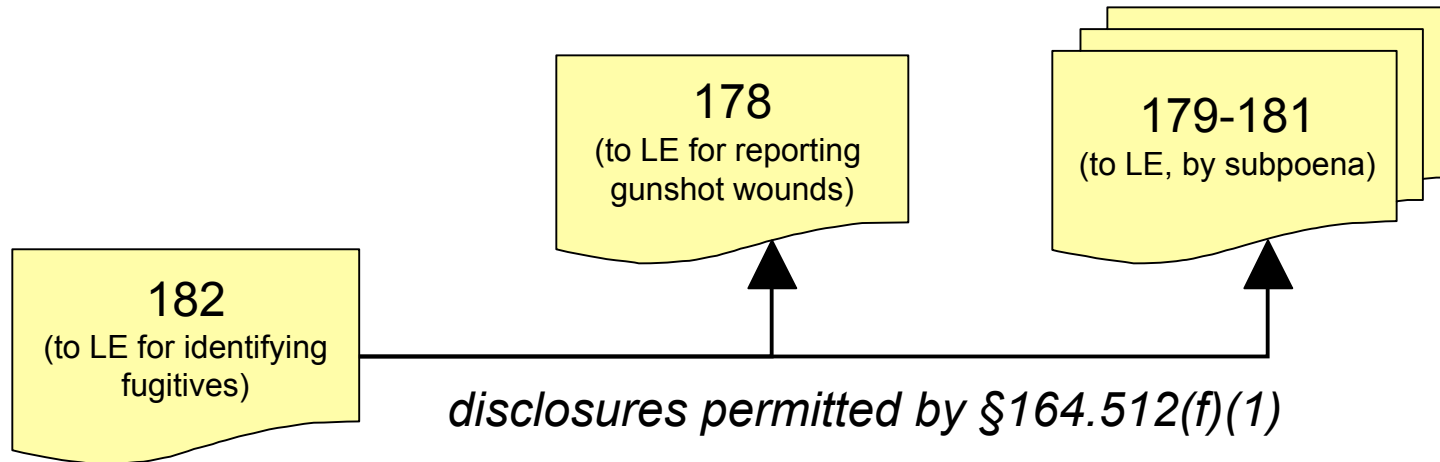 178
(to LE for reporting
gunshot wounds)
179-181
(to LE, by subpoena)
182
(to LE for identifying
fugitives)
disclosures permitted by §164.512(f)(1)